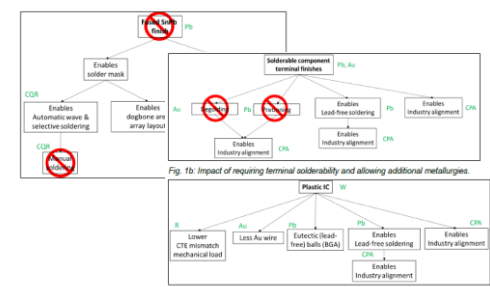 Fused SnPb
finish
Pb
Enables
solder mask
CQR
Enables
Automatic wave &
selective soldering
Enables
dogbone are
array layout
CQR
Manual
soldering
Solderable component
terminal finishes
Pb, Au
Au
Degolding
Pb
Pretinning
Enables
Lead-free soldering
Pb
Enables
Industry alignment
CPA
Enables
Industry alignment
CPA
CPA
Fig. 1b: Impact of requiring terminal solderability and allowing additional metallurgies.
Plastic IC
W
R
Lower
CTE mismatch
mechanical load
Au
Less Au wire
Pb
Eutectic (lead-
free) balls (BGA)
Pb
Enables
Lead-free soldering
CPA
Enables
Industry alignment
CPA
Enables
Industry alignment